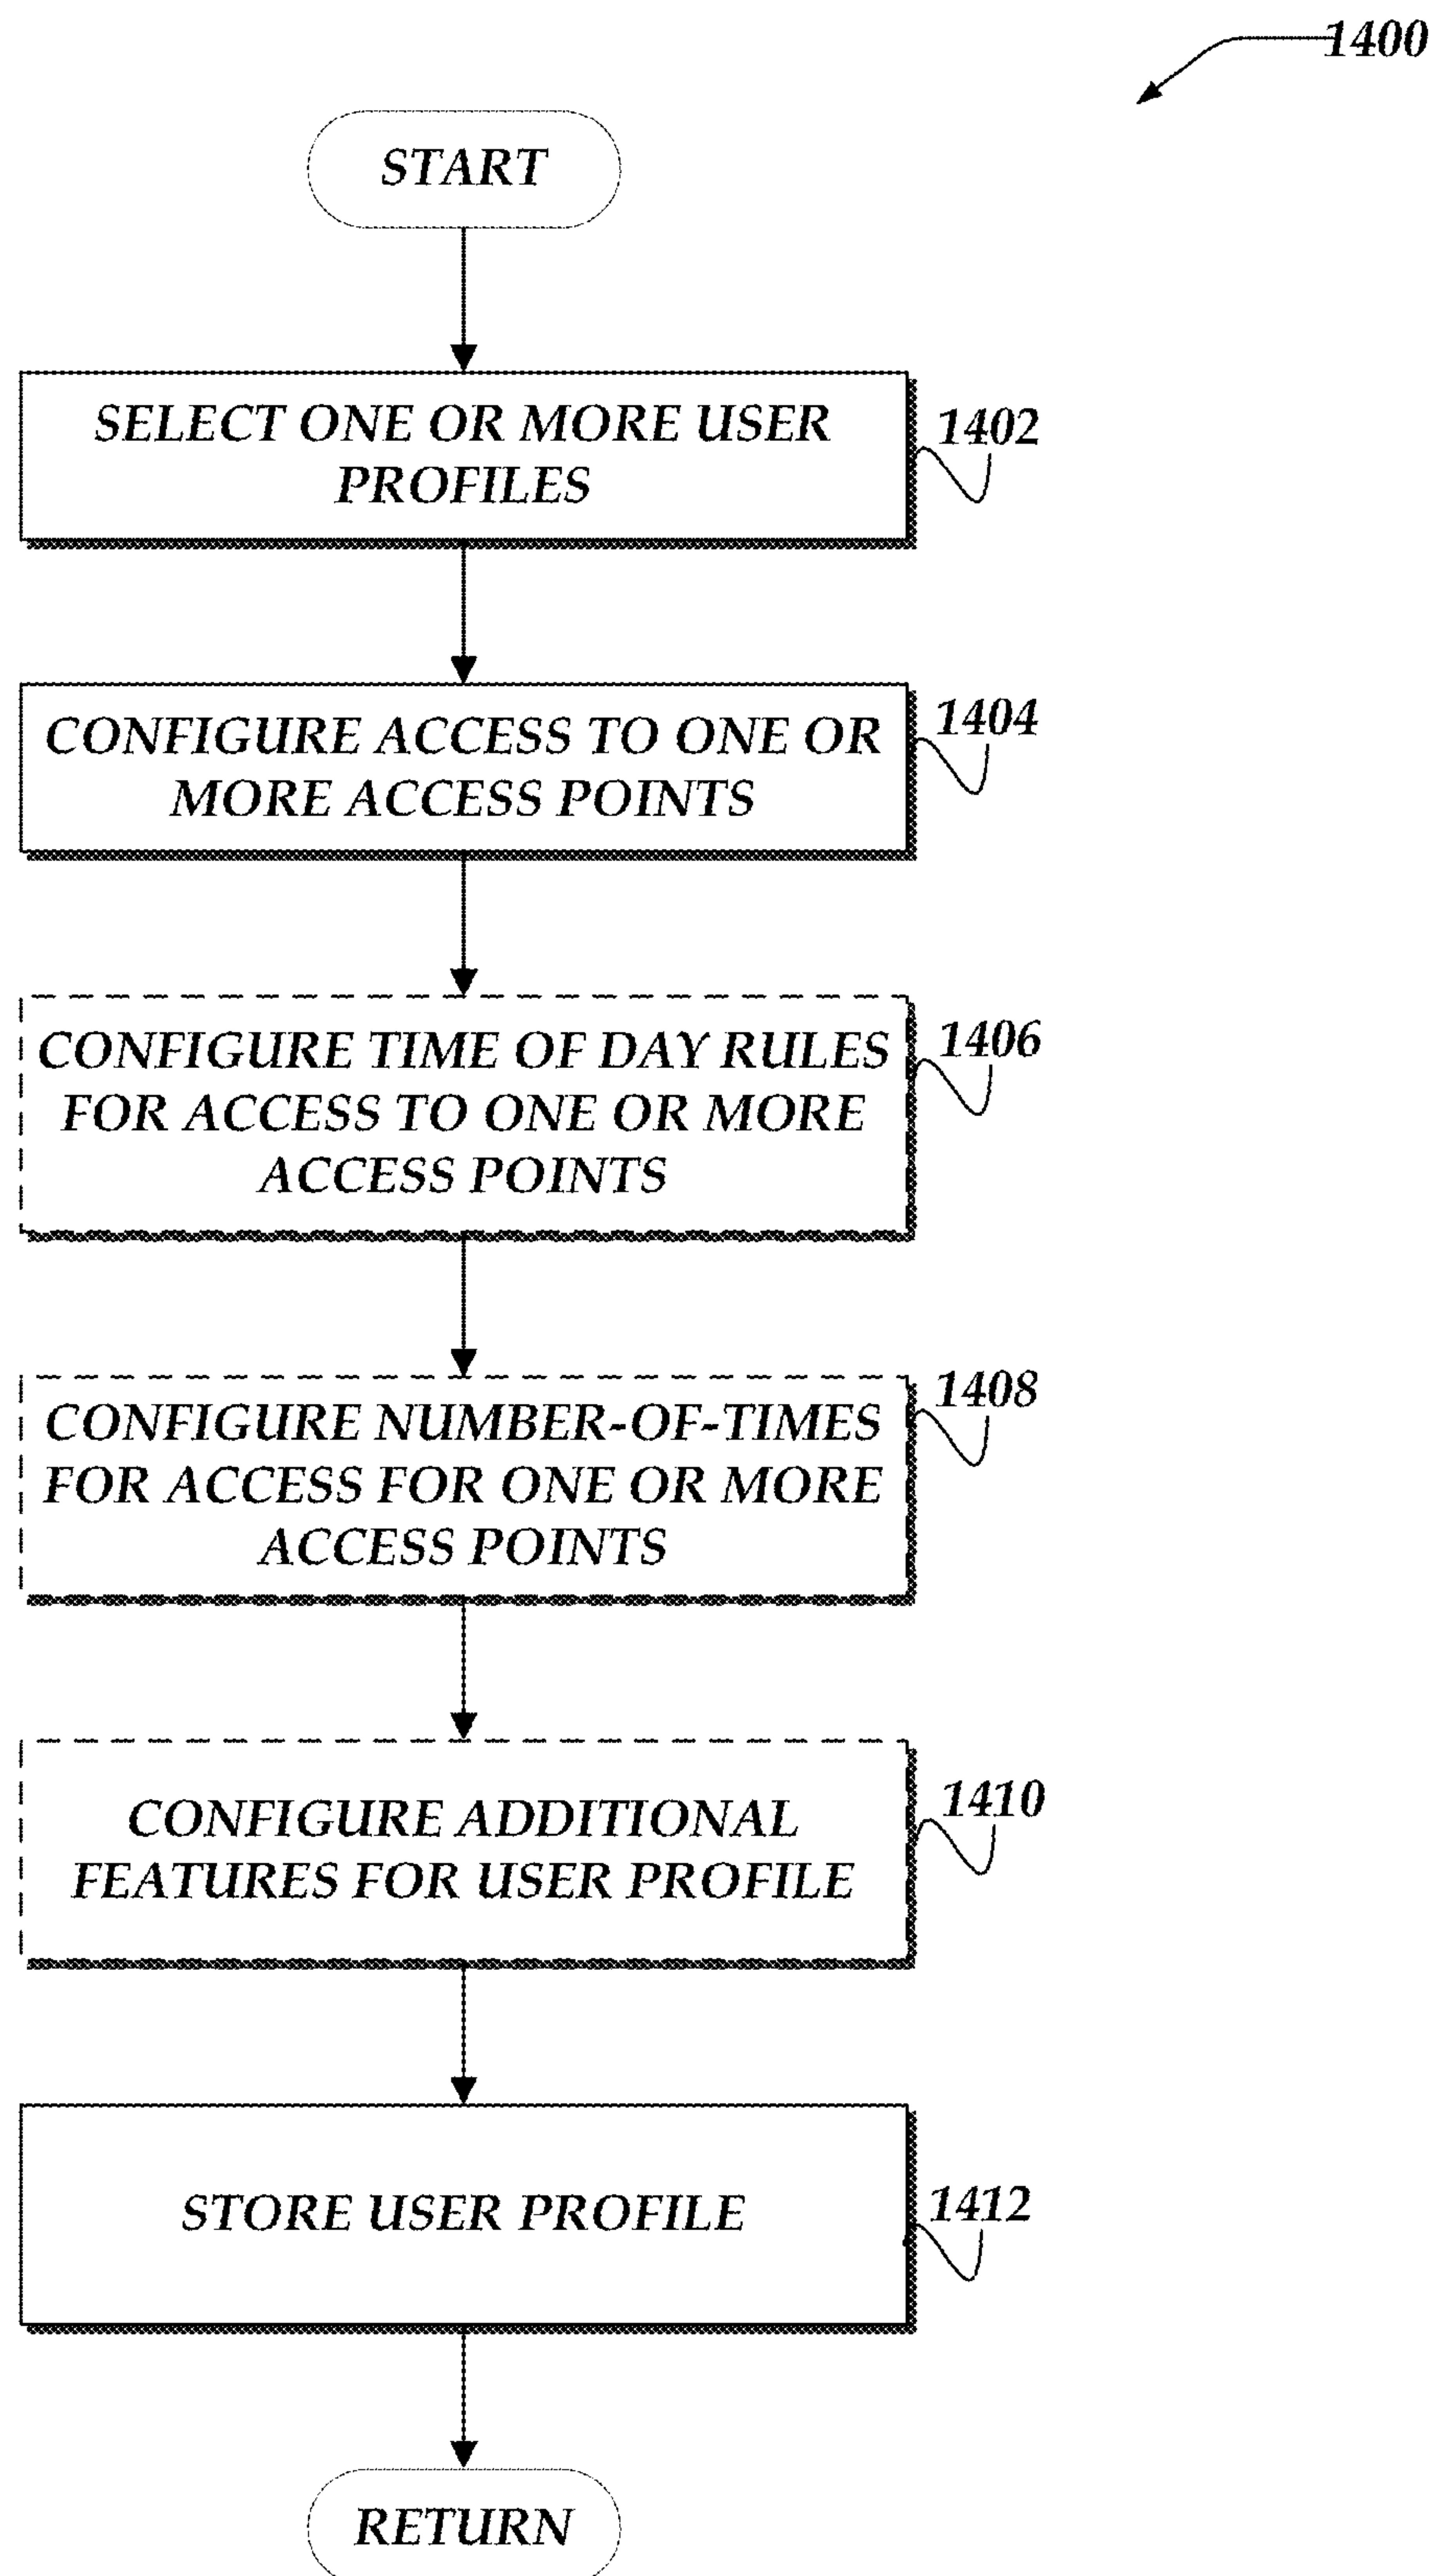 1400
START
SELECT ONE OR MORE USER
PROFILES
1402
CONFIGURE ACCESS TO ONE OR
MORE ACCESS POINTS
1404
CONFIGURE TIME OF DAY RULES
FOR ACCESS TO ONE OR MORE
ACCESS POINTS
1406
CONFIGURE NUMBER-OF-TIMES
FOR ACCESS FOR ONE OR MORE
ACCESS POINTS
1408
CONFIGURE ADDITIONAL
FEATURES FOR USER PROFILE
1410
STORE USER PROFILE
1412
RETURN